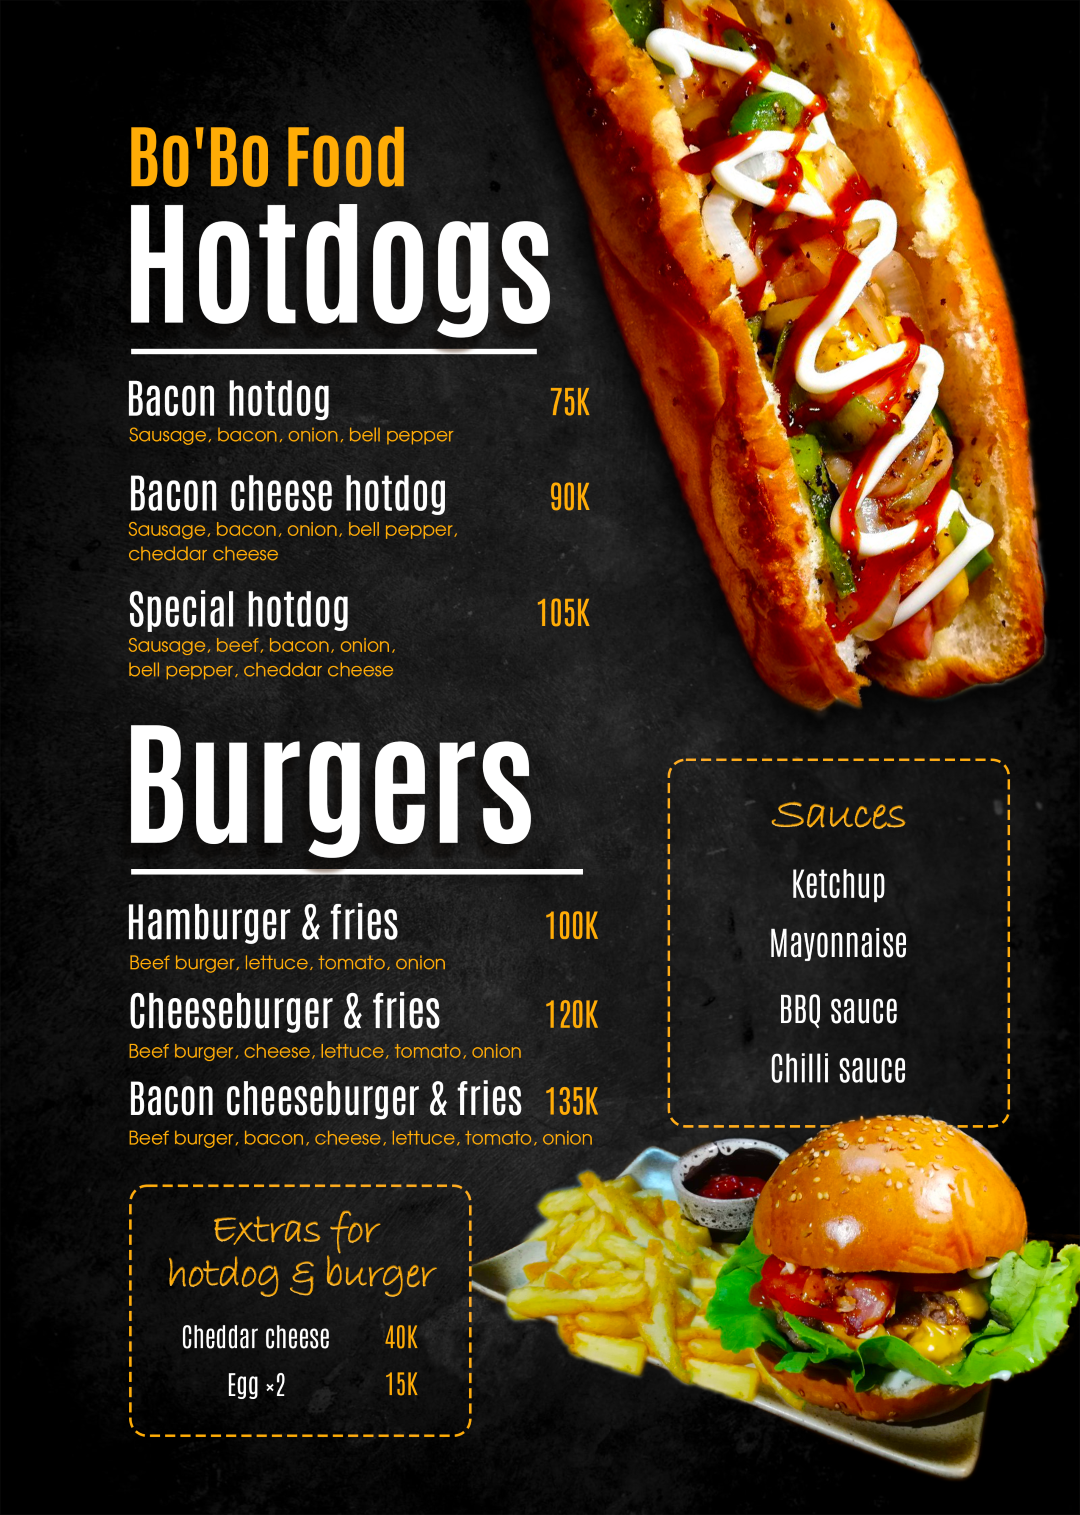 Bo'Bo Food
Hotdogs
Bacon hotdog 75K
Sausage, bacon, onion, bell pepper
Bacon cheese hotdog 90K
Sausage, bacon, onion, bell pepper,
cheddar cheese
Special hotdog 105K
Sausage, beef, bacon, onion,
bell pepper, cheddar cheese
Burgers
Hamburger & fries 100K
Beef burger, lettuce, tomato, onion
Cheeseburger & fries 120K
Beef burger, cheese, lettuce, tomato, onion
Bacon cheeseburger & fries 135K
Beef burger, bacon, cheese, lettuce, tomato, onion
Sauces
Ketchup
Mayonnaise
BBQ sauce
Chilli sauce
Extras for
hotdog & burger
Cheddar cheese 40K
Egg ×2 15K